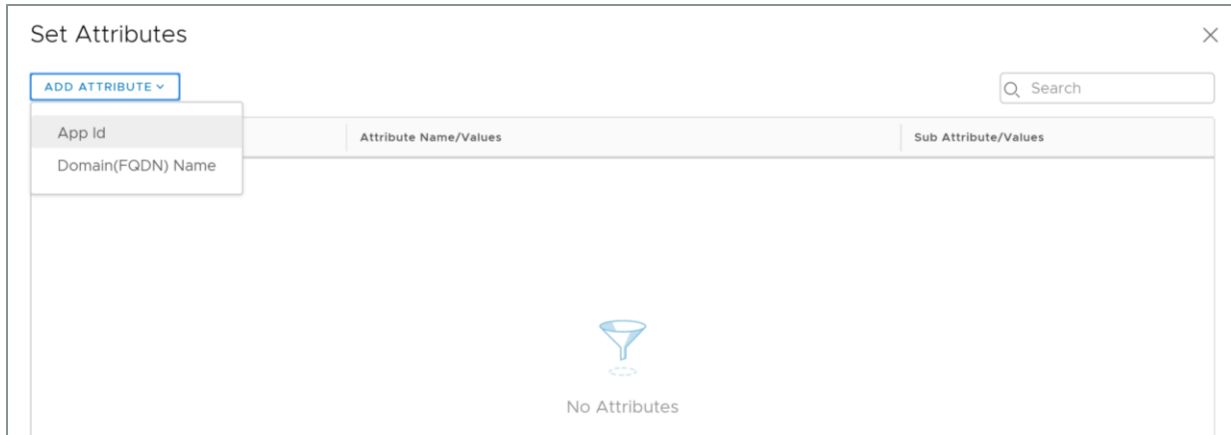 Set Attributes
ADD ATTRIBUTE
Search
App Id
Domain(FQDN) Name
Attribute Name/Values
Sub Attribute/Values
No Attributes